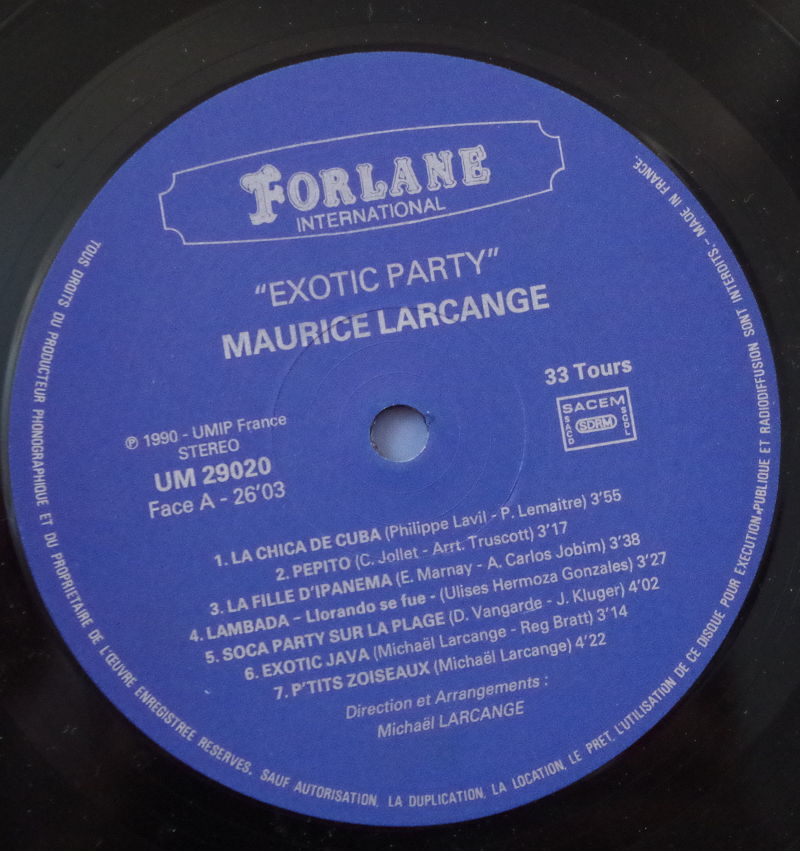 FORLANE
INTERNATIONAL
"EXOTIC PARTY"
MAURICE LARCANGE
33 Tours
SACEM
SACD
SDRM
SCDL
℗ 1990 - UMIP France
STEREO
UM 29020
Face A - 26'03
1. LA CHICA DE CUBA (Philippe Lavil - P. Lemaitre) 3'55
2. PEPITO (C. Jollet - Arrt. Truscott) 3'17
3. LA FILLE D'IPANEMA (E. Marnay - A. Carlos Jobim) 3'38
4. LAMBADA – Llorando se fue - (Ulises Hermoza Gonzales) 3'27
5. SOCA PARTY SUR LA PLAGE (D. Vangarde - J. Kluger) 4'02
6. EXOTIC JAVA (Michaël Larcange - Reg Bratt) 3'14
7. P'TITS ZOISEAUX (Michaël Larcange) 4'22
Direction et Arrangements :
Michaël LARCANGE
TOUS DROITS DU PRODUCTEUR PHONOGRAPHIQUE ET DU PROPRIETAIRE DE L'ŒUVRE ENREGISTREE RESERVES, SAUF AUTORISATION, LA DUPLICATION, LA LOCATION, LE PRET, L'UTILISATION DE CE DISQUE POUR EXECUTION PUBLIQUE ET RADIODIFFUSION SONT INTERDITS. - MADE IN FRANCE.